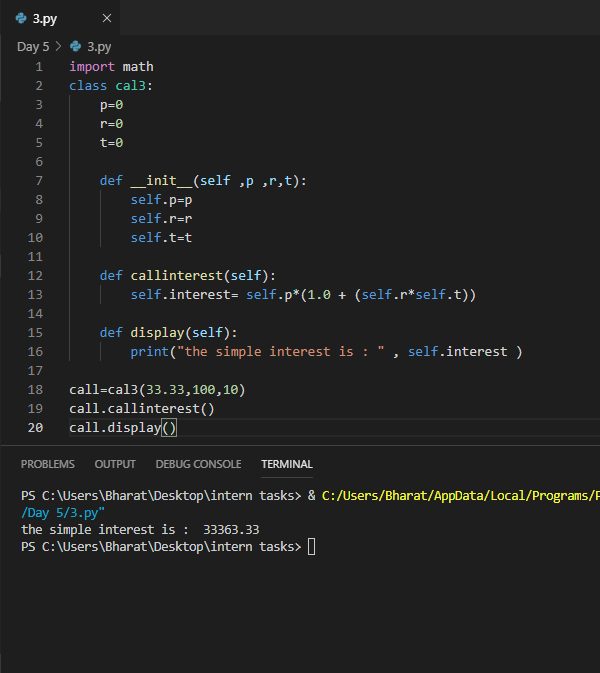 3.py
Day 5 > 3.py
1 import math
2 class cal3:
3     p=0
4     r=0
5     t=0
6
7     def __init__(self ,p ,r,t):
8         self.p=p
9         self.r=r
10         self.t=t
11
12     def callinterest(self):
13         self.interest= self.p*(1.0 + (self.r*self.t))
14
15     def display(self):
16         print("the simple interest is : " , self.interest )
17
18 call=cal3(33.33,100,10)
19 call.callinterest()
20 call.display()
PROBLEMS OUTPUT DEBUG CONSOLE TERMINAL
PS C:\Users\Bharat\Desktop\intern tasks> & C:/Users/Bharat/AppData/Local/Programs/P
/Day 5/3.py"
the simple interest is :  33363.33
PS C:\Users\Bharat\Desktop\intern tasks>